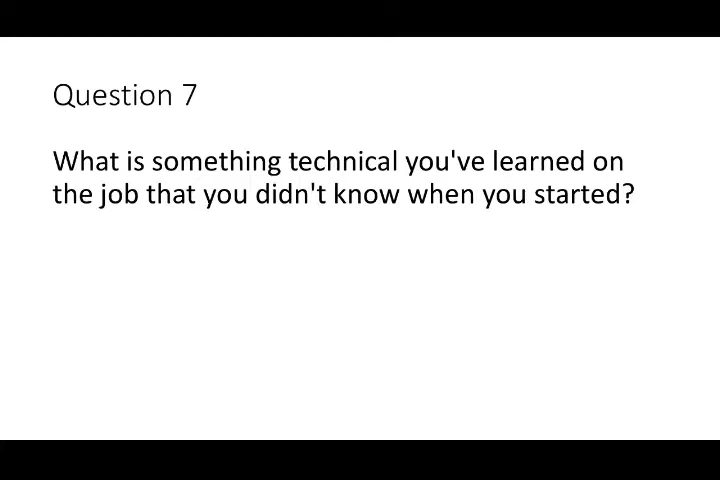 Question 7
What is something technical you've learned on
the job that you didn't know when you started?